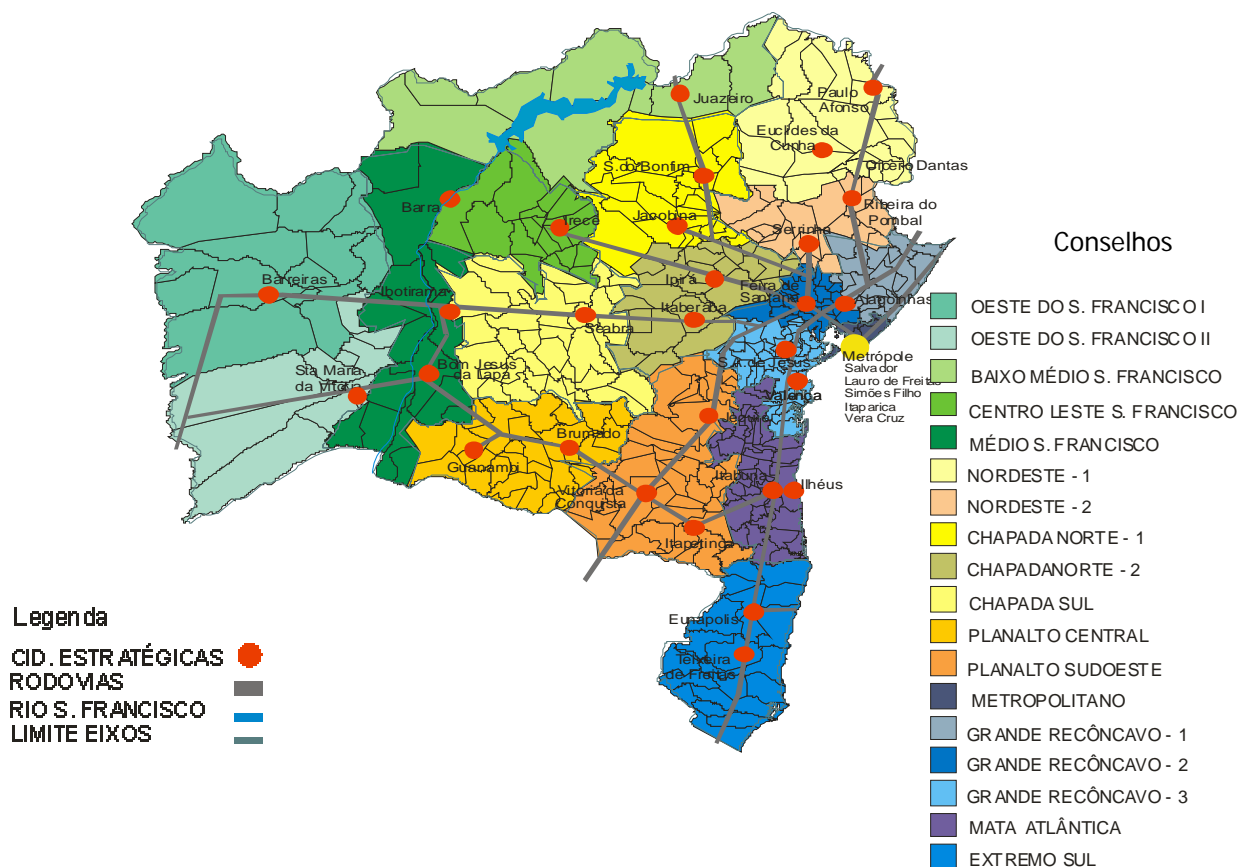 Juazeiro
Paulo
Afonso
Euclides da
Cunha
Cícero Dantas
S.do Bonfim
Ribeira do
Pombal
Barra
Irecê
Jacobina
Serrinha
Conselhos
Barreiras
Ibotirama
Ipirá
Feira de
Santana
Alagoinhas
Itaberaba
Seabra
Metrópole
Salvador
Lauro de Freitas
Simões Filho
Itaparica
Vera Cruz
Sta Maria
da Vitória
Bom Jesus
da Lapa
S.A. de Jesus
Valença
Jequié
Brumado
Guanambi
Vitória da
Conquista
Itabuna
Ilhéus
Itapetinga
Eunápolis
Teixeira
de Freitas
OESTE DO S. FRANCISCO I
OESTE DO S. FRANCISCO II
BAIXO MÉDIO S. FRANCISCO
CENTRO LESTE S. FRANCISCO
MÉDIO S. FRANCISCO
NORDESTE - 1
NORDESTE - 2
CHAPADA NORTE - 1
CHAPADANORTE - 2
CHAPADA SUL
PLANALTO CENTRAL
PLANALTO SUDOESTE
METROPOLITANO
GRANDE RECÔNCAVO - 1
GRANDE RECÔNCAVO - 2
GRANDE RECÔNCAVO - 3
MATA ATLÂNTICA
EXTREMO SUL
Legenda
CID. ESTRATÉGICAS
RODOVIAS
RIO S. FRANCISCO
LIMITE EIXOS